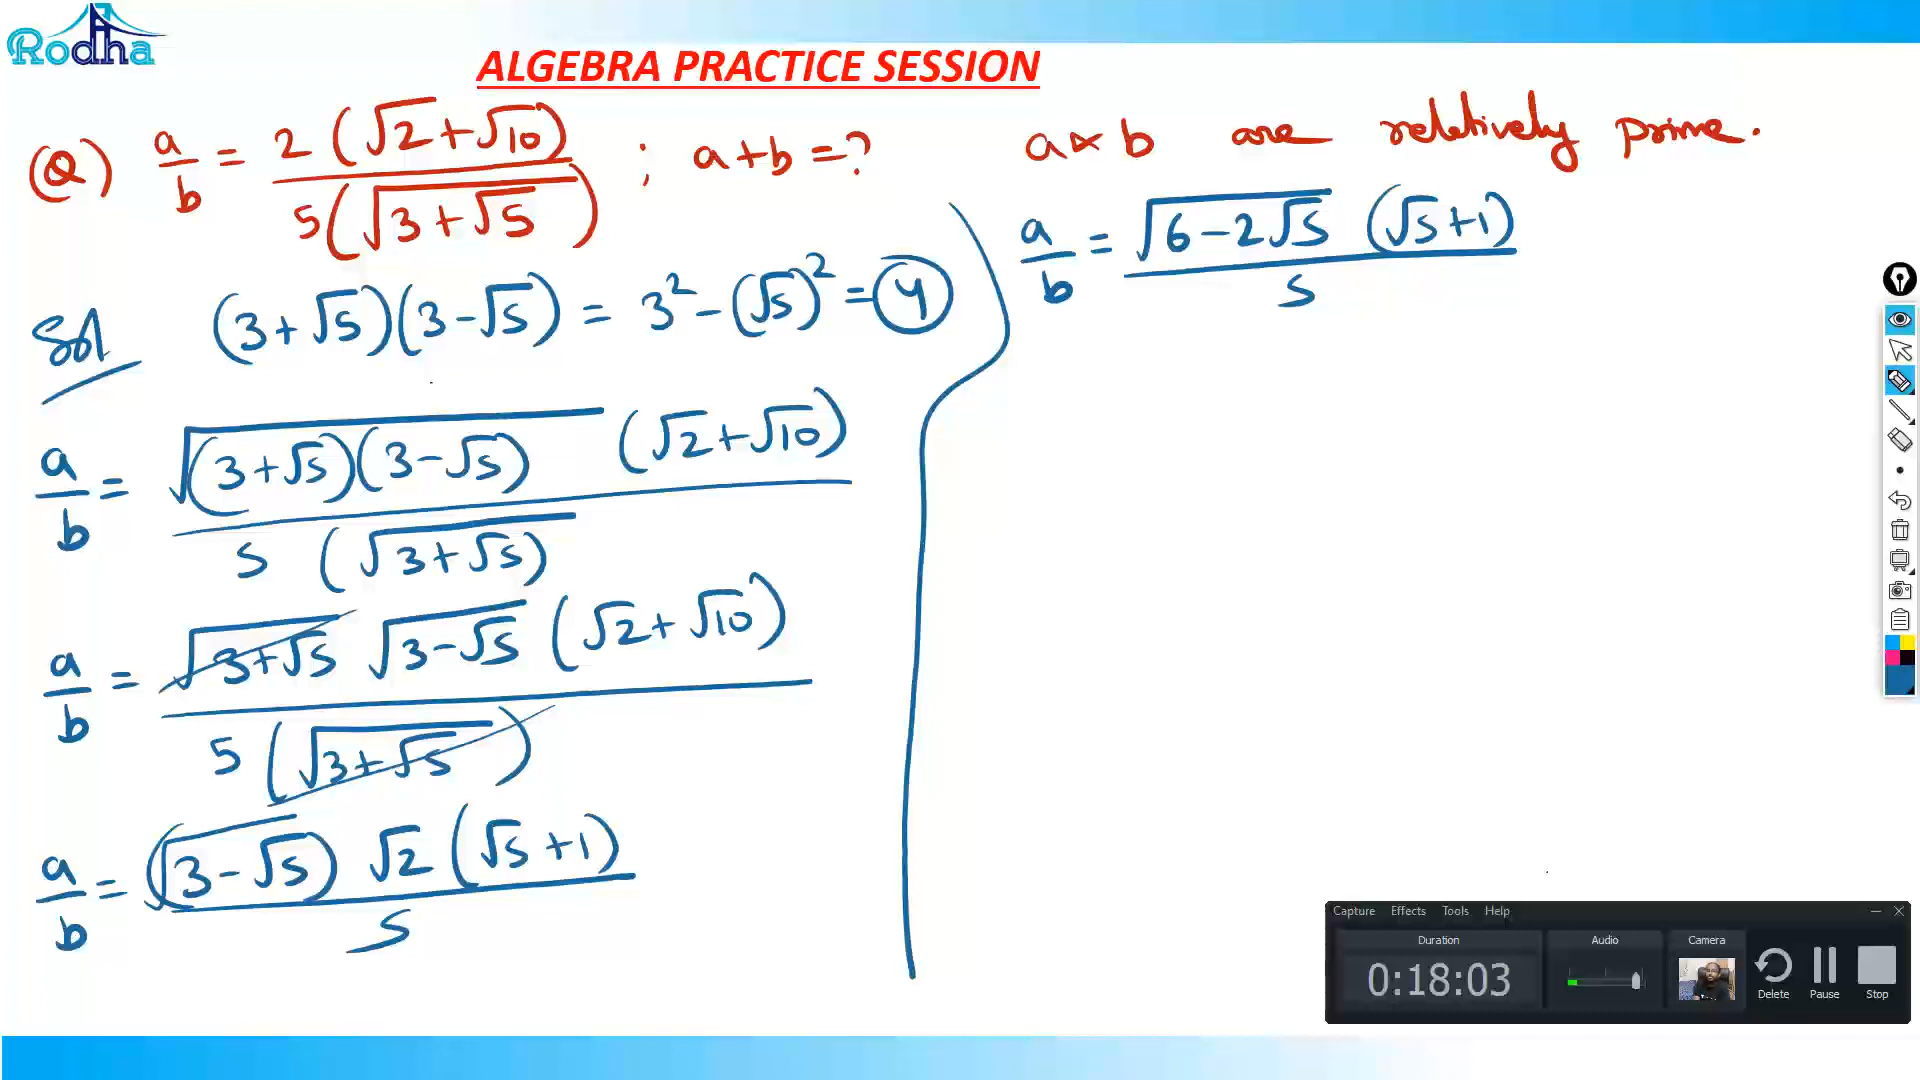 Rodha
ALGEBRA PRACTICE SESSION
(Q) a/b = 2(√2+√10) / 5(√(3+√5)) ; a+b=? a & b are relatively prime.
Sol (3+√5)(3-√5) = 3² - (√5)² = 4
a/b = √((3+√5)(3-√5)) (√2+√10) / 5(√(3+√5))
a/b = √(3+√5) √(3-√5) (√2+√10) / 5(√(3+√5))
a/b = (√(3-√5)) √2 (√5+1) / 5
a/b = √(6-2√5) (√5+1) / 5
Capture Effects Tools Help
Duration Audio Camera
0:18:03
Delete Pause Stop